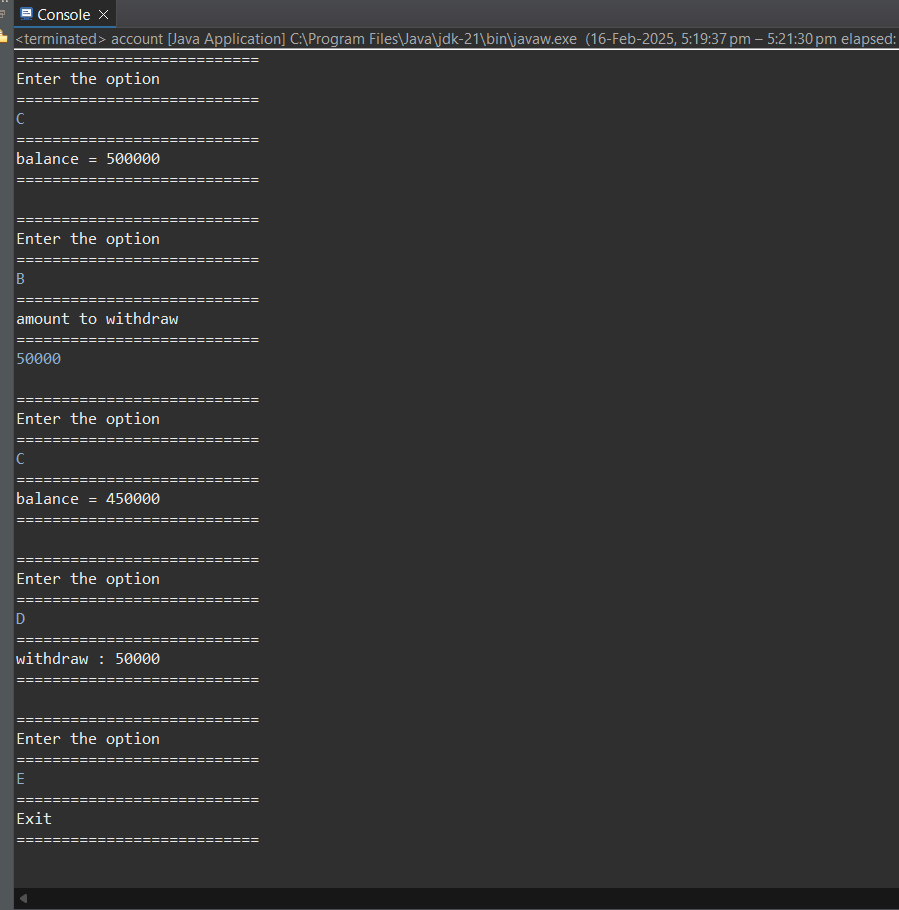 Console
<terminated> account [Java Application] C:\Program Files\Java\jdk-21\bin\javaw.exe (16-Feb-2025, 5:19:37 pm – 5:21:30 pm elapsed:
===========================
Enter the option
===========================
C
===========================
balance = 500000
===========================

===========================
Enter the option
===========================
B
===========================
amount to withdraw
===========================
50000

===========================
Enter the option
===========================
C
===========================
balance = 450000
===========================

===========================
Enter the option
===========================
D
===========================
withdraw : 50000
===========================

===========================
Enter the option
===========================
E
===========================
Exit
===========================